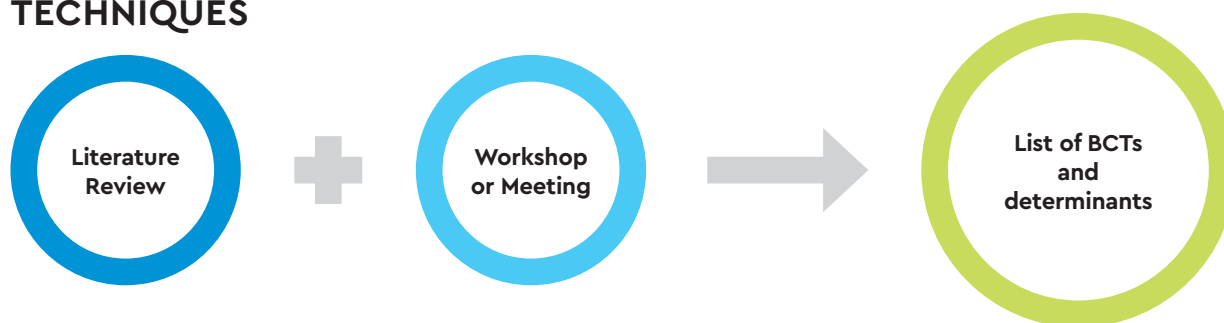 TECHNIQUES
Literature
Review
Workshop
or Meeting
List of BCTs
and
determinants